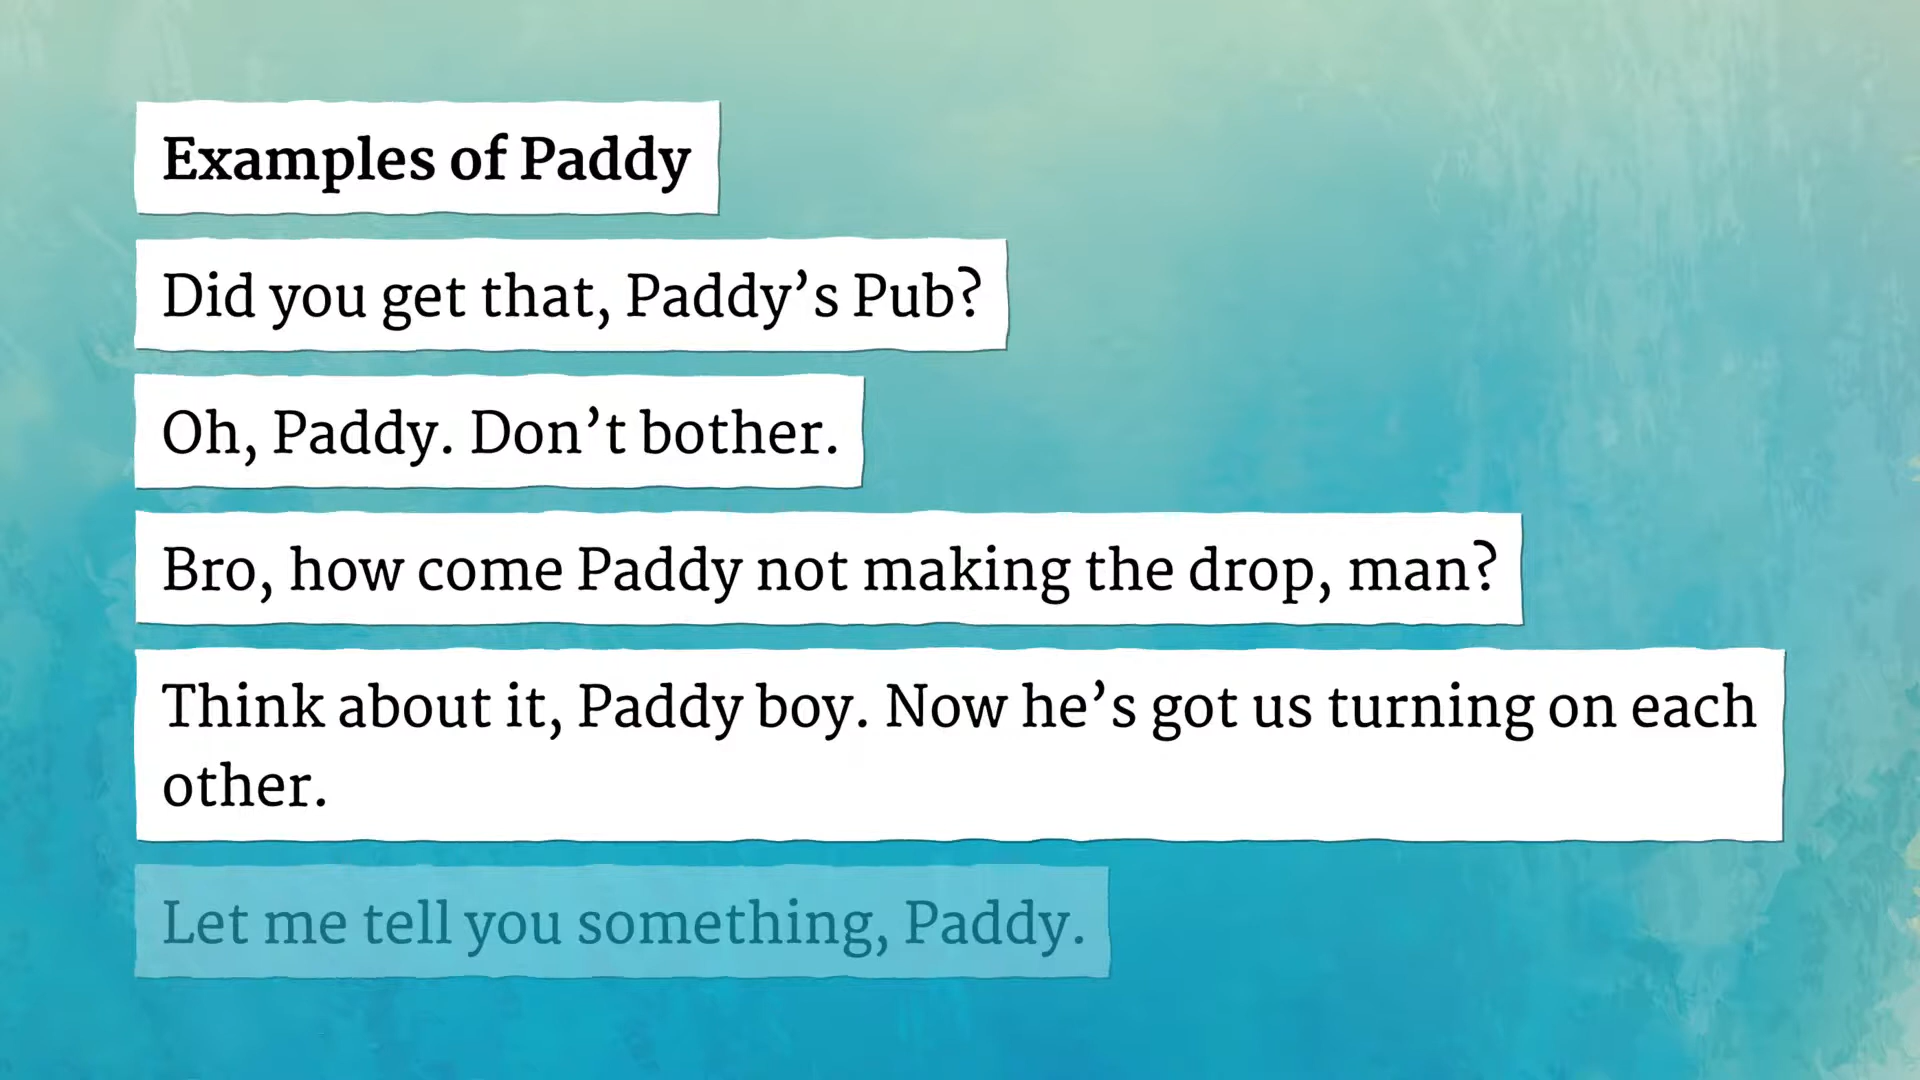 Examples of Paddy
Did you get that, Paddy’s Pub?
Oh, Paddy. Don’t bother.
Bro, how come Paddy not making the drop, man?
Think about it, Paddy boy. Now he’s got us turning on each
other.
Let me tell you something, Paddy.